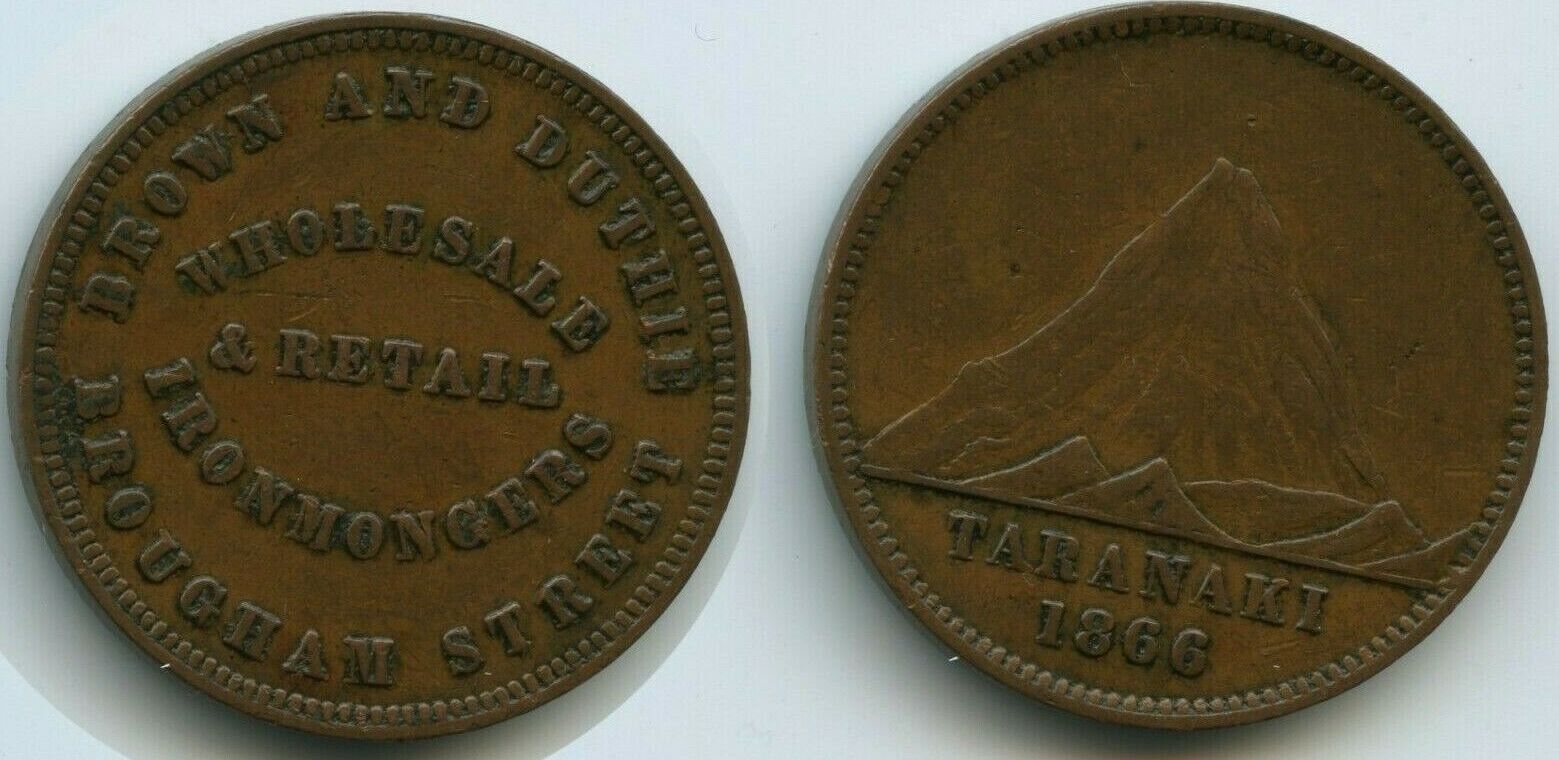 BROWN AND DUTHIE
WHOLESALE
& RETAIL
IRONMONGERS
BROUGHAM STREET
TARANAKI
1866